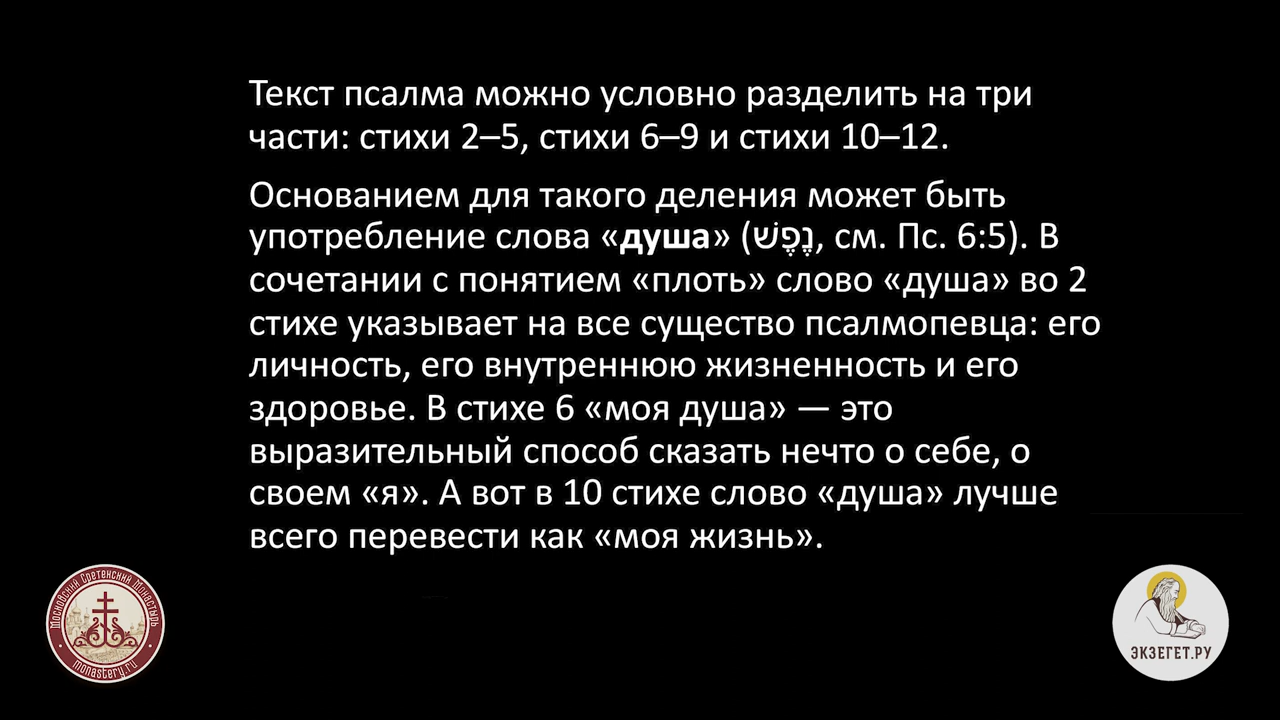 Текст псалма можно условно разделить на три
части: стихи 2–5, стихи 6–9 и стихи 10–12.
Основанием для такого деления может быть
употребление слова «душа» (נֶפֶשׁ, см. Пс. 6:5). В
сочетании с понятием «плоть» слово «душа» во 2
стихе указывает на все существо псалмопевца: его
личность, его внутреннюю жизненность и его
здоровье. В стихе 6 «моя душа» — это
выразительный способ сказать нечто о себе, о
своем «я». А вот в 10 стихе слово «душа» лучше
всего перевести как «моя жизнь».
Московский Сретенский Монастырь
monastery.ru
ЭКЗЕГЕТ.РУ